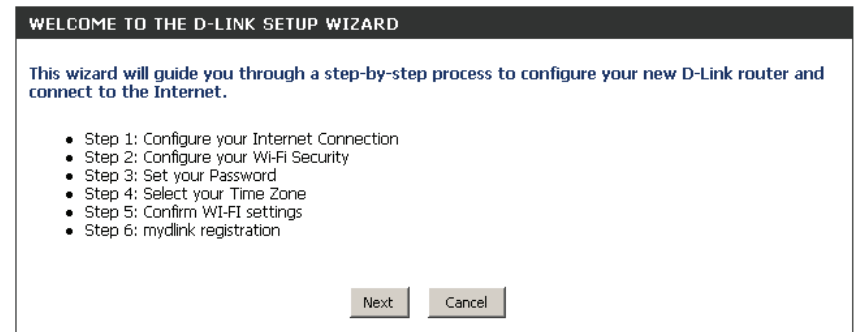 WELCOME TO THE D-LINK SETUP WIZARD
This wizard will guide you through a step-by-step process to configure your new D-Link router and
connect to the Internet.
• Step 1: Configure your Internet Connection
• Step 2: Configure your Wi-Fi Security
• Step 3: Set your Password
• Step 4: Select your Time Zone
• Step 5: Confirm WI-FI settings
• Step 6: mydlink registration
Next Cancel